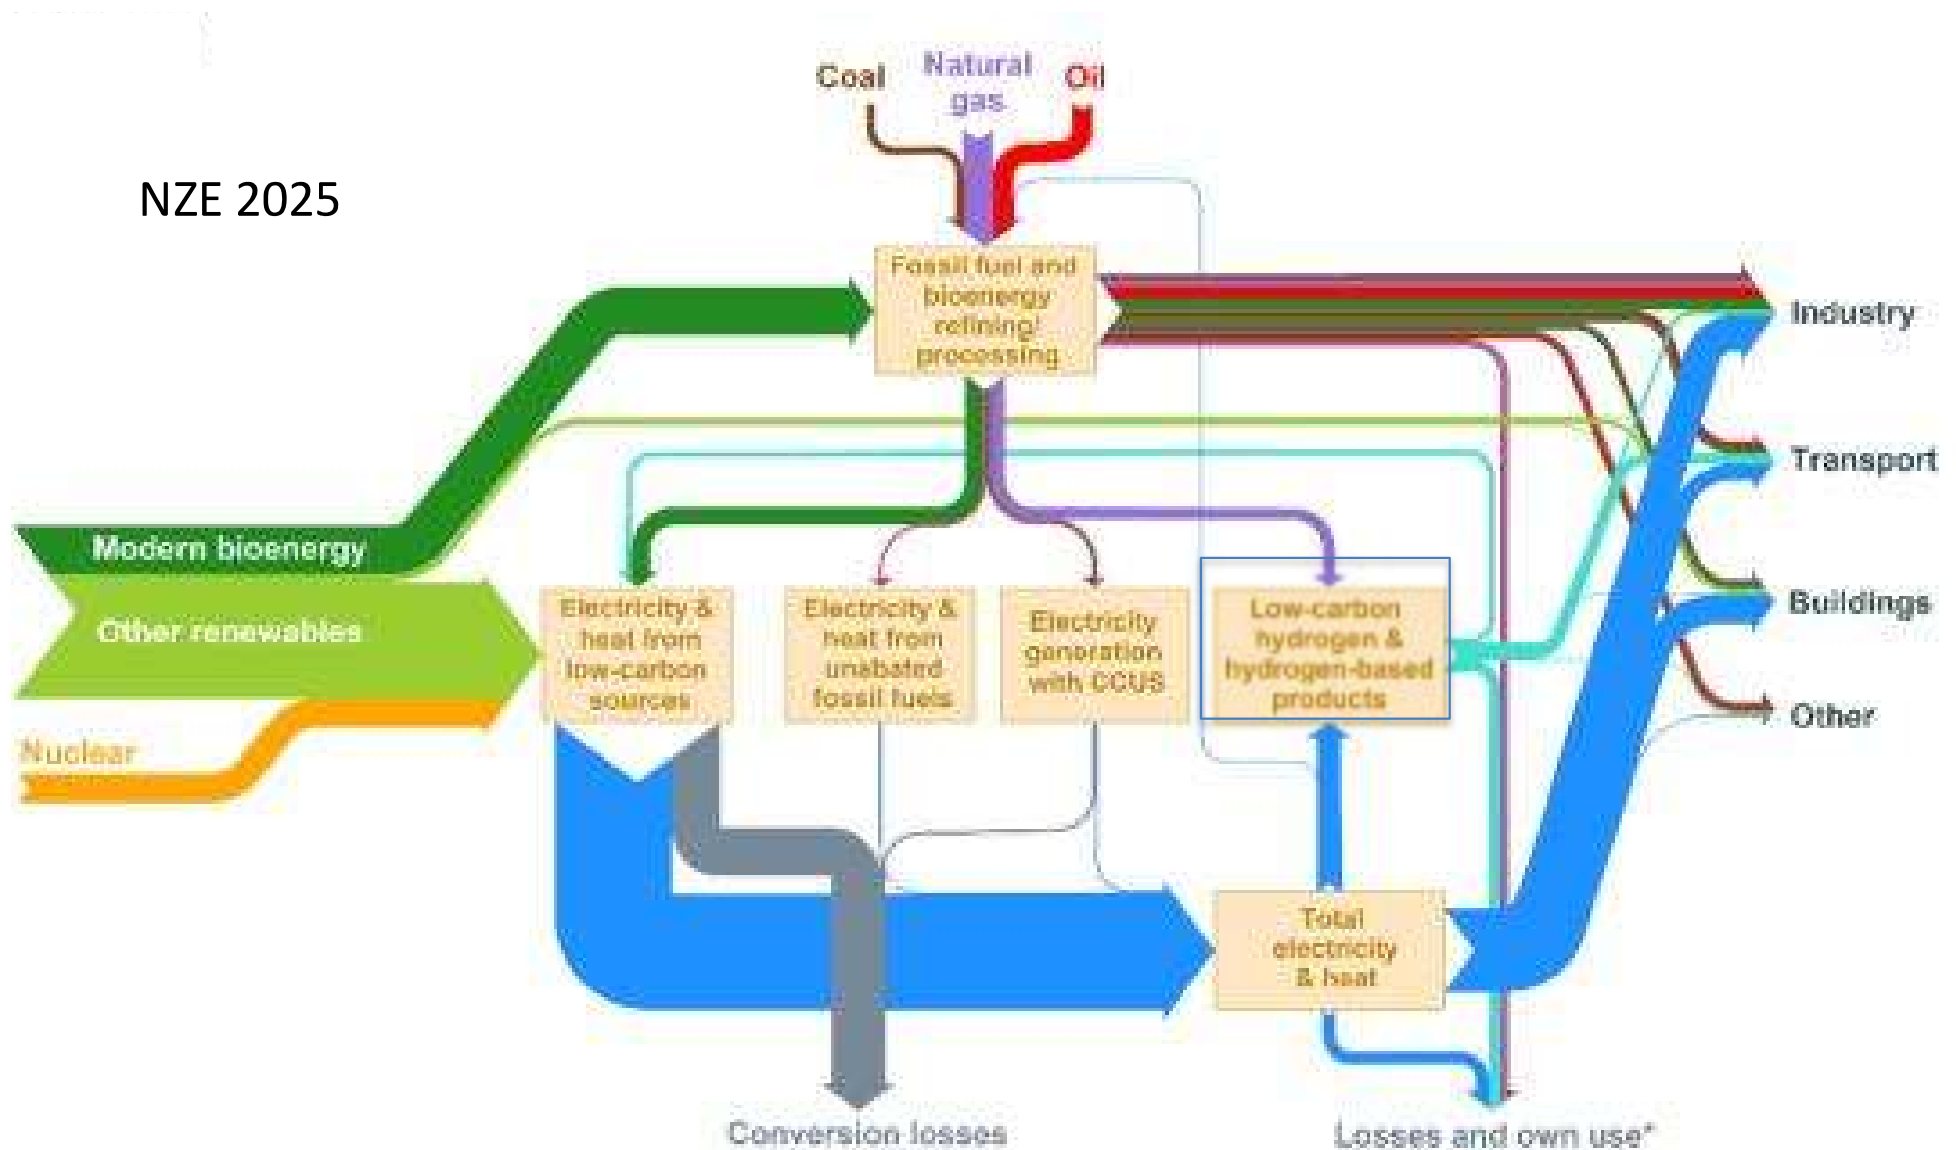 Coal
Natural
gas
Oil
NZE 2025
Fossil fuel and
bioenergy
refining/
processing
Industry
Transport
Modern bioenergy
Other renewables
Nuclear
Electricity &
heat from
low-carbon
sources
Electricity &
heat from
unabated
fossil fuels
Electricity
generation
with CCUS
Low-carbon
hydrogen &
hydrogen-based
products
Buildings
Other
Total
electricity
& heat
Conversion losses
Losses and own use*